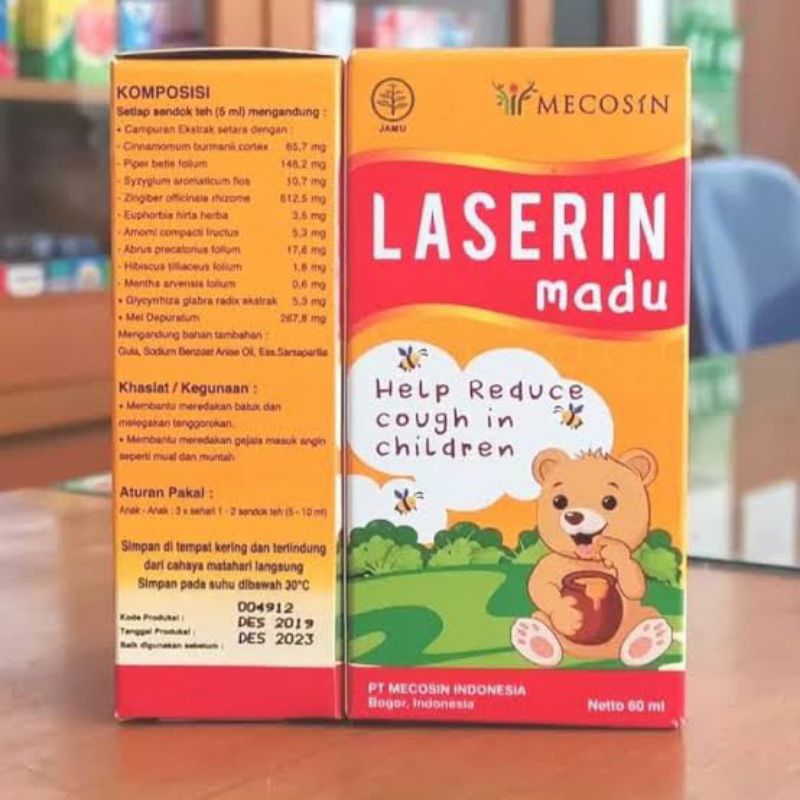 KOMPOSISI
Setiap sendok teh (5 ml) mengandung :
• Campuran Ekstrak setara dengan :
- Cinnamomum burmanii cortex 65,7 mg
- Piper betle folium 148,2 mg
- Syzygium aromaticum flos 10,7 mg
- Zingiber officinale rhizome 612,5 mg
- Euphorbia hirta herba 3,5 mg
- Amomi compacti fructus 5,3 mg
- Abrus precatorius folium 17,6 mg
- Hibiscus tilliaceus folium 1,8 mg
- Mentha arvensis folium 0,6 mg
• Glycyrrhiza glabra radix ekstrak 5,3 mg
• Mel Depuratum 267,8 mg
Mengandung bahan tambahan :
Gula, Sodium Benzoat Anise Oil, Ess.Sarsaparilla
Khasiat / Kegunaan :
• Membantu meredakan batuk dan
melegakan tenggorokan.
• Membantu meredakan gejala masuk angin
seperti mual dan muntah
Aturan Pakai :
Anak - Anak : 3 x sehari 1 - 2 sendok teh (5 - 10 ml)
Simpan di tempat kering dan terlindung
dari cahaya matahari langsung
Simpan pada suhu dibawah 30°C
Kode Produksi : 004912
Tanggal Produksi : DES 2019
Baik digunakan sebelum : DES 2023
JAMU
MECOSIN
LASERIN
madu
Help Reduce
cough in
children
PT MECOSIN INDONESIA
Bogor, Indonesia
Netto 60 ml